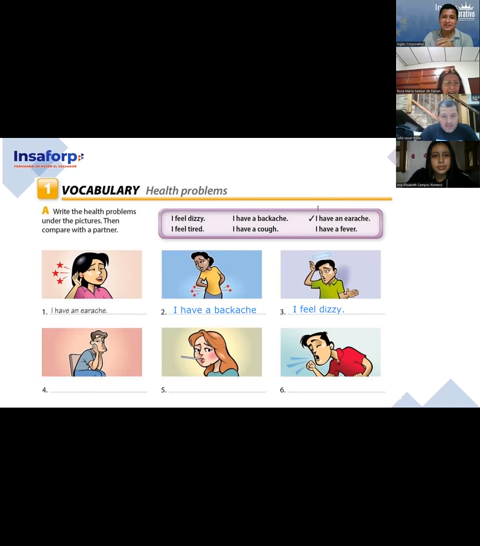 Insaforp
1 VOCABULARY Health problems
A Write the health problems
under the pictures. Then
compare with a partner.
I feel dizzy. I have a backache. ✓ I have an earache.
I feel tired. I have a cough. I have a fever.
1. I have an earache.
2. I have a backache
3. I feel dizzy.
4.
5.
6.